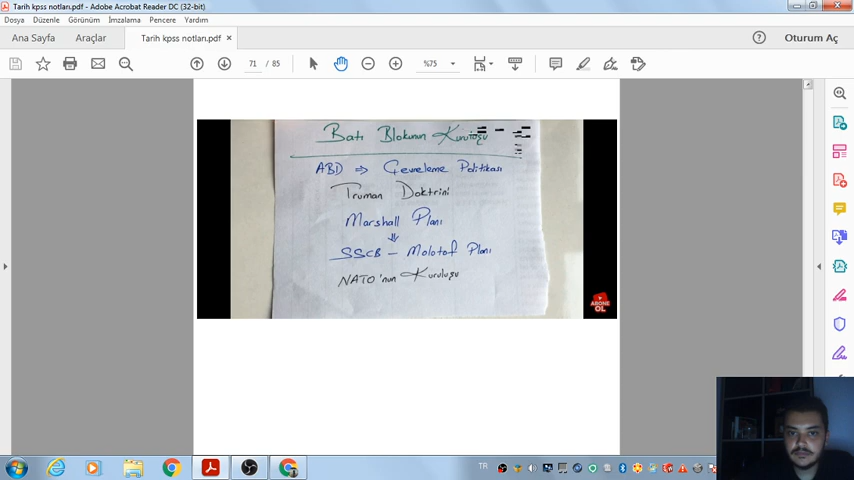 Tarih kpss notları.pdf - Adobe Acrobat Reader DC (32-bit)
Dosya Düzenle Görünüm İmzalama Pencere Yardım
Ana Sayfa Araçlar Tarih kpss notları.pdf × Oturum Aç
71 / 85 %75
Batı Blokunun Kuruluşu
ABD ⇒ Çevreleme Politikası
Truman Doktrini
Marshall Planı
⇓
SSCB - Molotof Planı
NATO'nun Kuruluşu
ABONE
OL
TR